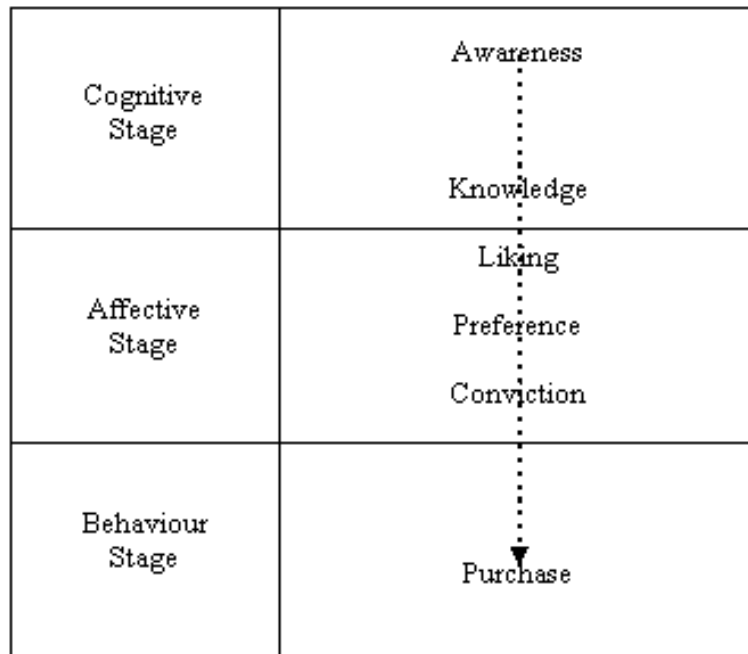 Cognitive
Stage
Awareness
Knowledge
Affective
Stage
Liking
Preference
Conviction
Behaviour
Stage
Purchase